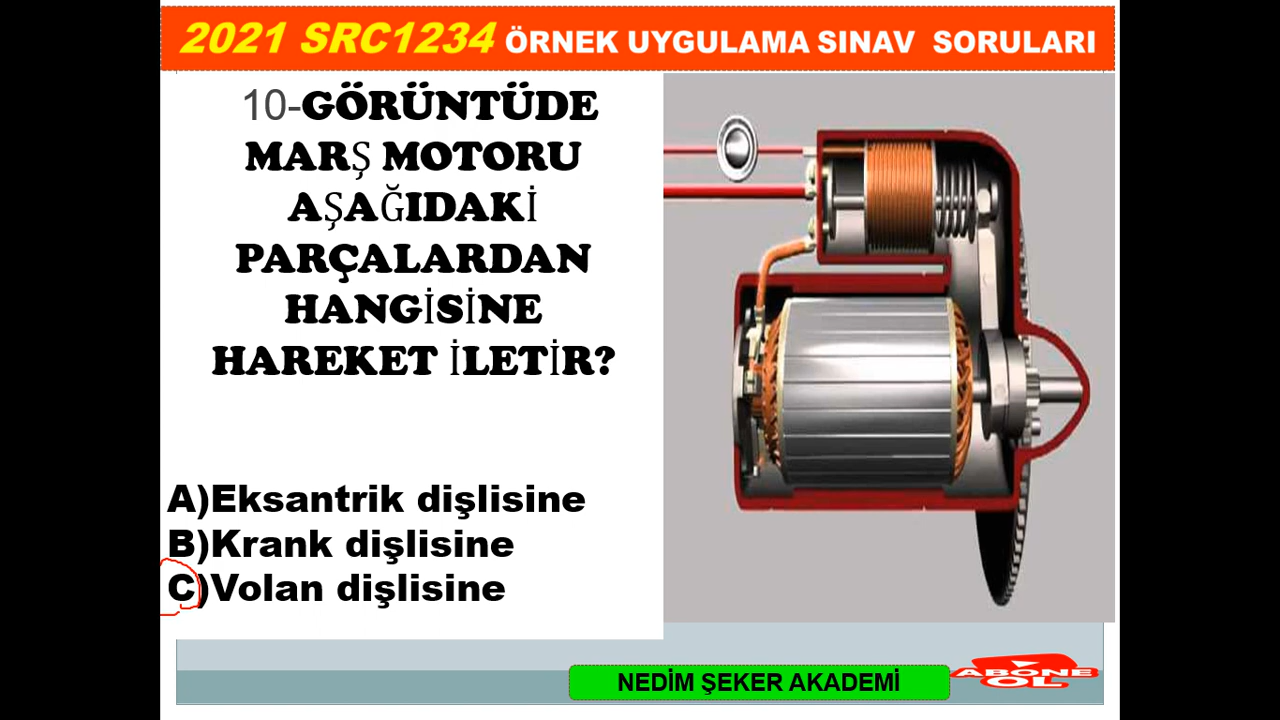 2021 SRC1234 ÖRNEK UYGULAMA SINAV SORULARI
10-GÖRÜNTÜDE
MARŞ MOTORU
AŞAĞIDAKİ
PARÇALARDAN
HANGİSİNE
HAREKET İLETİR?
A)Eksantrik dişlisine
B)Krank dişlisine
C)Volan dişlisine
NEDİM ŞEKER AKADEMİ
ABONE
OL